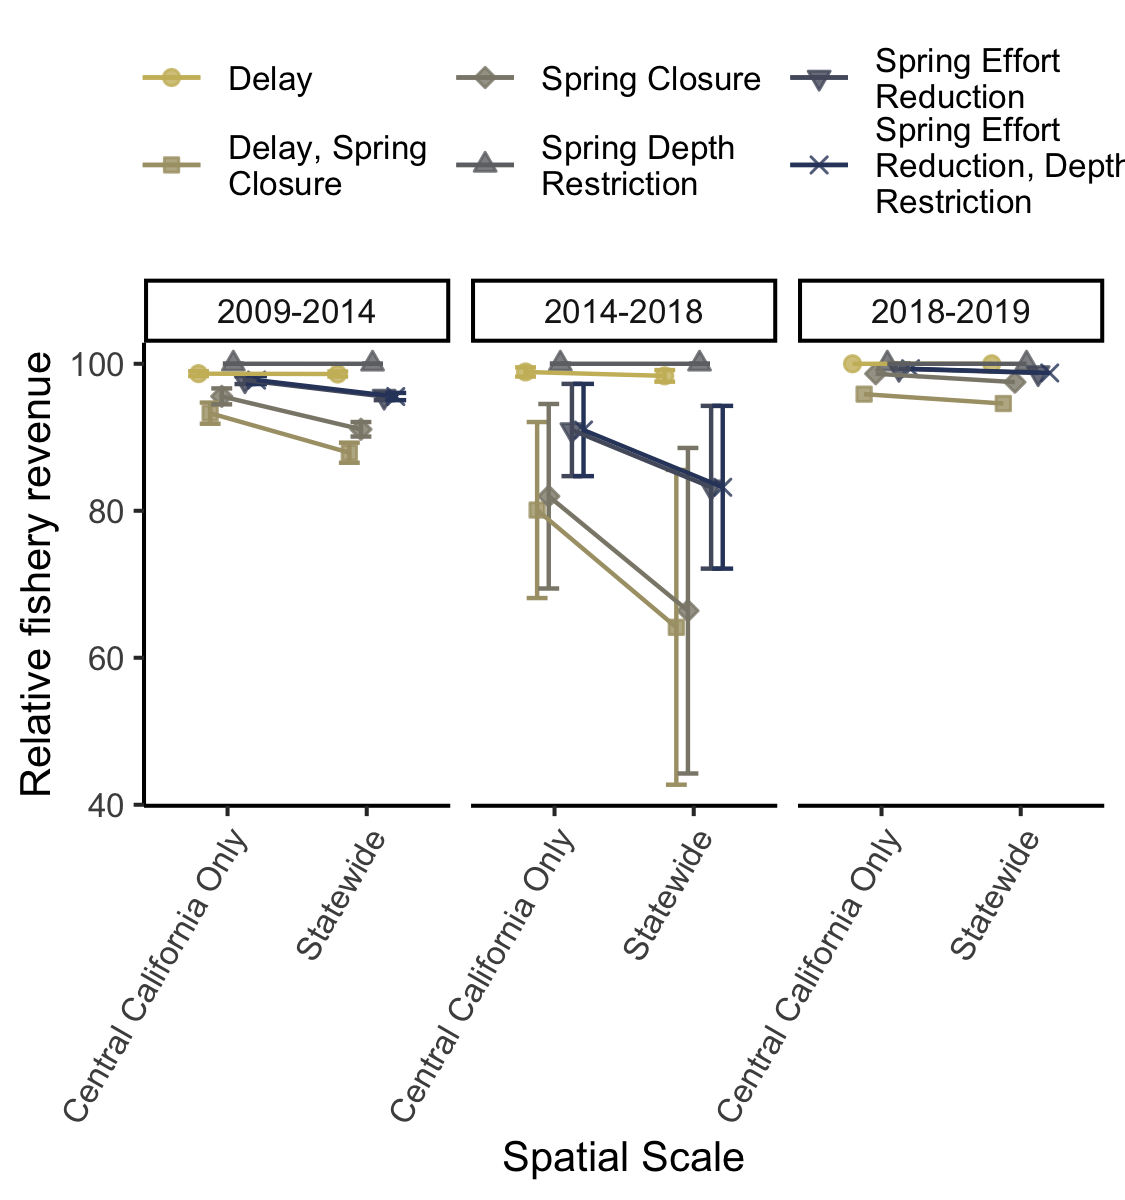 Delay
Delay, Spring
Closure
Spring Closure
Spring Depth
Restriction
Spring Effort
Reduction
Spring Effort
Reduction, Depth
Restriction
2009-2014
2014-2018
2018-2019
Relative fishery revenue
100
80
60
40
Central California Only
Statewide
Central California Only
Statewide
Central California Only
Statewide
Spatial Scale